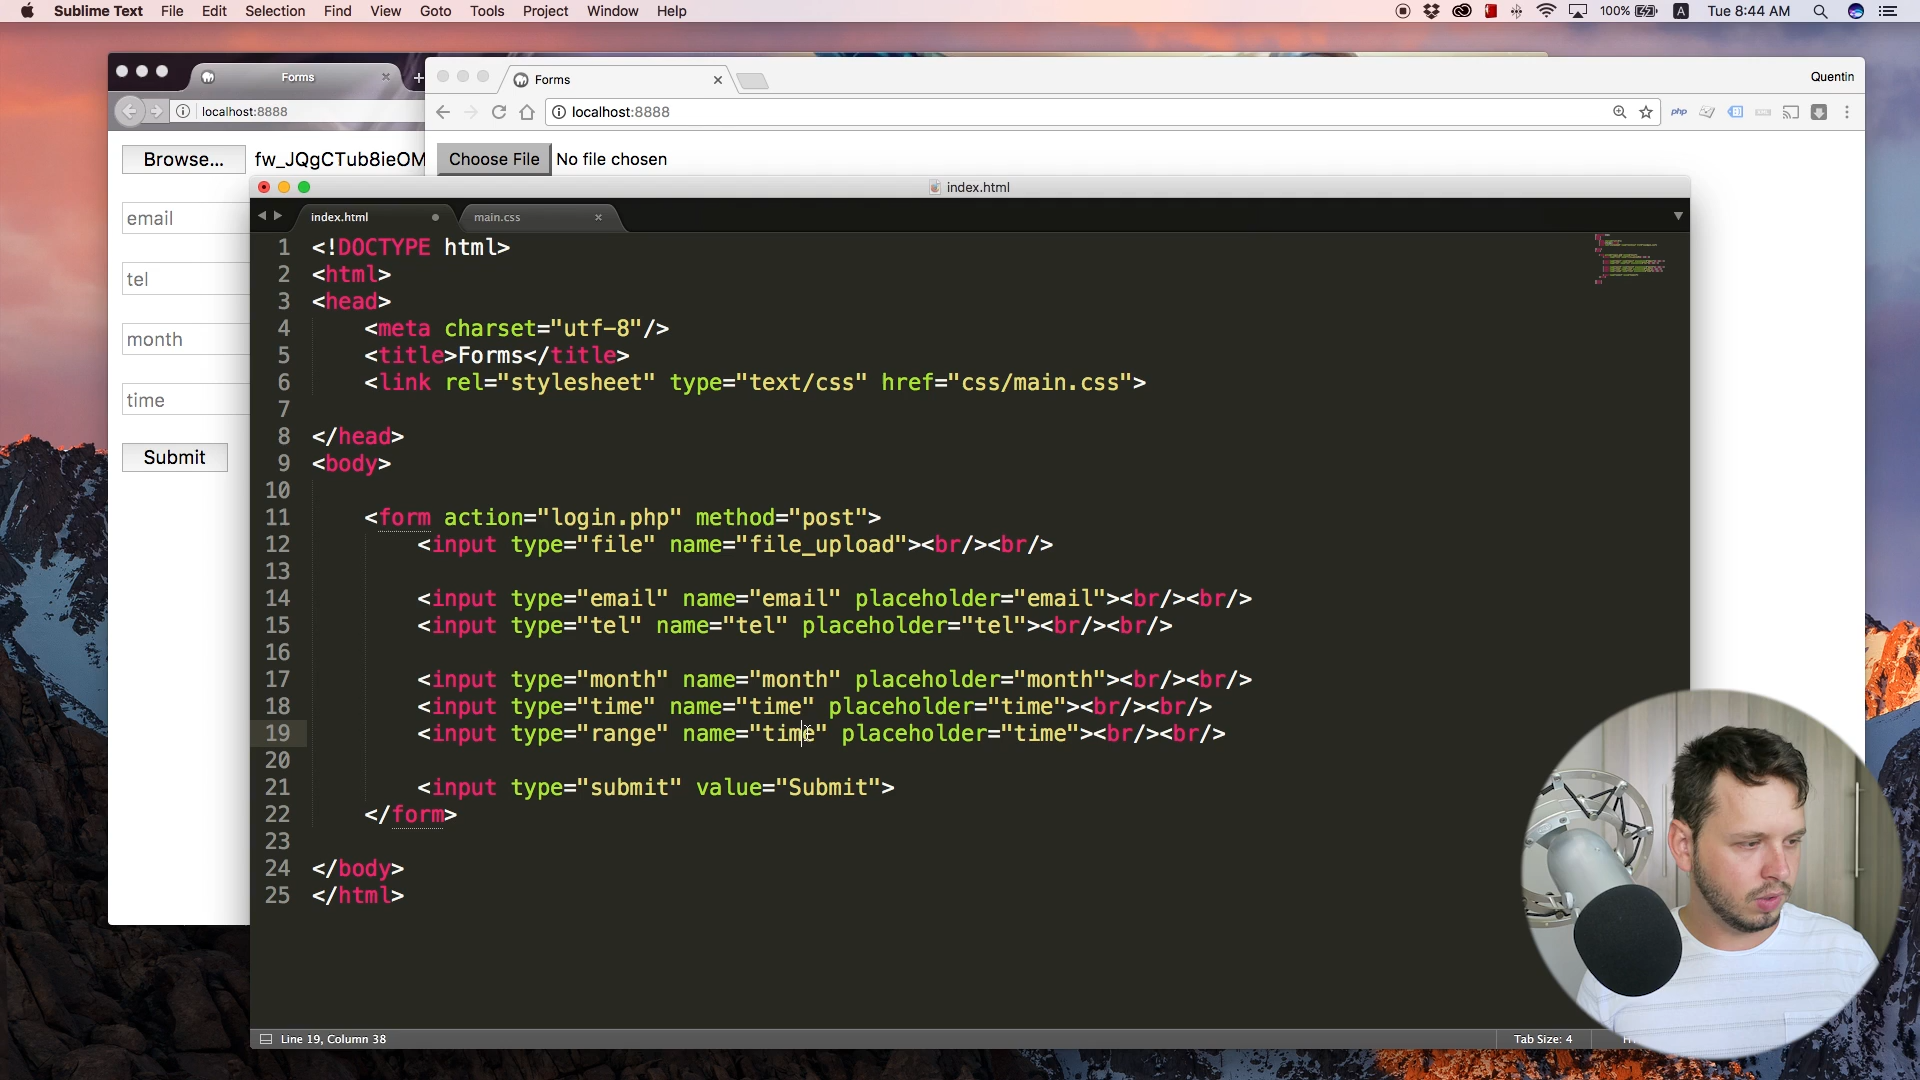 Sublime Text File Edit Selection Find View Goto Tools Project Window Help 100% A Tue 8:44 AM
Forms
Forms
Quentin
localhost:8888
localhost:8888
php
Browse... fw_JQgCTub8ieOM
Choose File No file chosen
email
tel
month
time
Submit
index.html
index.html
main.css
1 <!DOCTYPE html>
2 <html>
3 <head>
4 <meta charset="utf-8"/>
5 <title>Forms</title>
6 <link rel="stylesheet" type="text/css" href="css/main.css">
7
8 </head>
9 <body>
10
11 <form action="login.php" method="post">
12 <input type="file" name="file_upload"><br/><br/>
13
14 <input type="email" name="email" placeholder="email"><br/><br/>
15 <input type="tel" name="tel" placeholder="tel"><br/><br/>
16
17 <input type="month" name="month" placeholder="month"><br/><br/>
18 <input type="time" name="time" placeholder="time"><br/><br/>
19 <input type="range" name="time" placeholder="time"><br/><br/>
20
21 <input type="submit" value="Submit">
22 </form>
23
24 </body>
25 </html>
Line 19, Column 38
Tab Size: 4